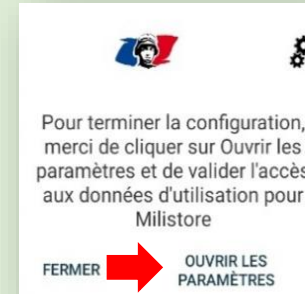 Pour terminer la configuration,
merci de cliquer sur Ouvrir les
paramètres et de valider l'accès
aux données d'utilisation pour
Milistore
FERMER
OUVRIR LES
PARAMÈTRES